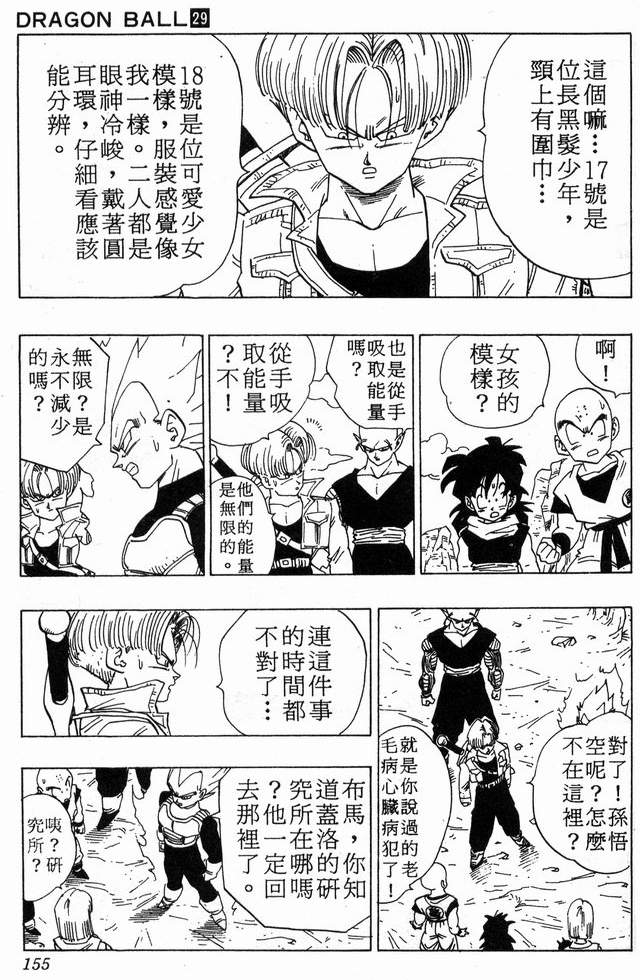 DRAGON BALL 29
這個嘛…17號是
位長黑髮少年，
頸上有圍巾…
18號是位可愛少女
模樣，服裝感覺像
我一樣。二人都是
眼神冷峻，戴著圓
耳環，仔細看應該
能分辨。
啊！
女孩的
模樣？
也是從手
吸取能量
嗎？
從手吸
取能量
？不！
他們的能量
是無限的。
無限？是
永不減少
的嗎？
對了！孫悟
空呢？怎麼
不在這裡？
就是你說過的老
毛病心臟病犯了！
連這件事
的時間都
不對了…
布馬，你知
道蓋洛的研
究所在哪嗎
？他一定回
去那裡了。
咦？研
究所？
155